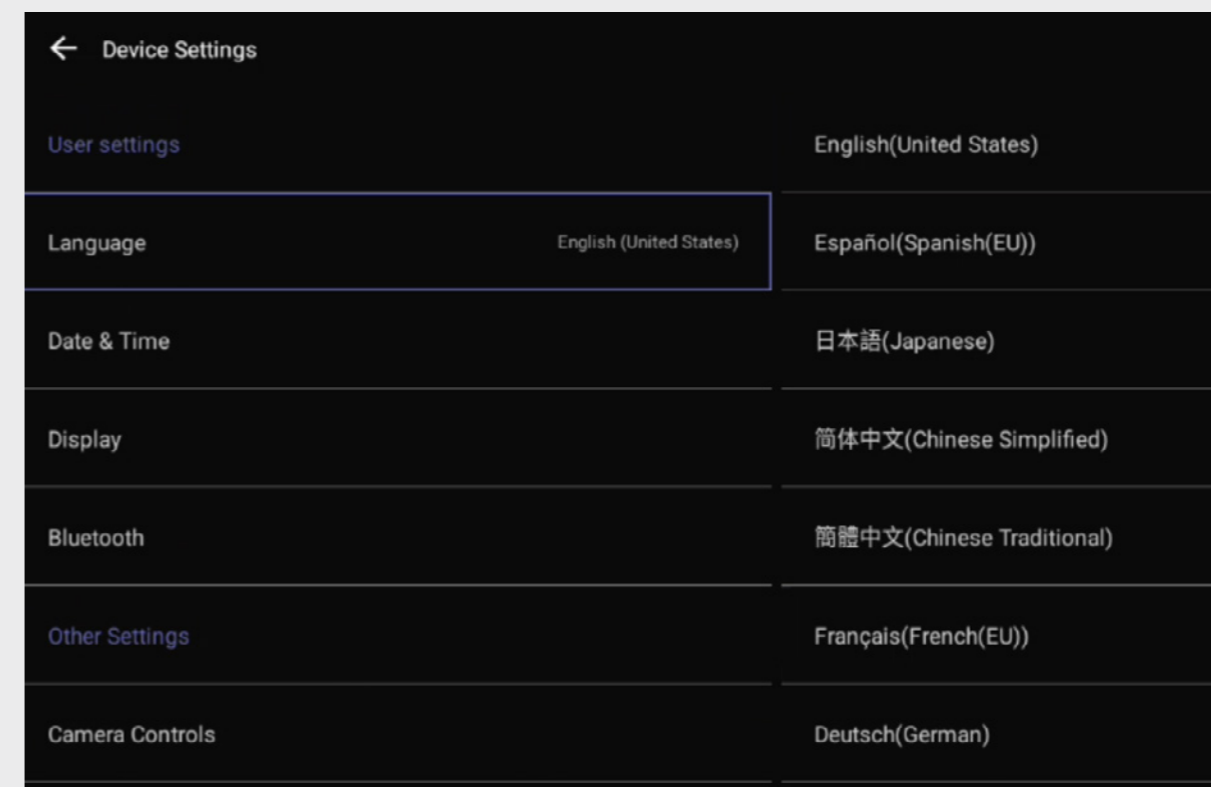 Device Settings
User settings
Language English (United States)
Date & Time
Display
Bluetooth
Other Settings
Camera Controls
English(United States)
Español(Spanish(EU))
日本語(Japanese)
简体中文(Chinese Simplified)
簡體中文(Chinese Traditional)
Français(French(EU))
Deutsch(German)